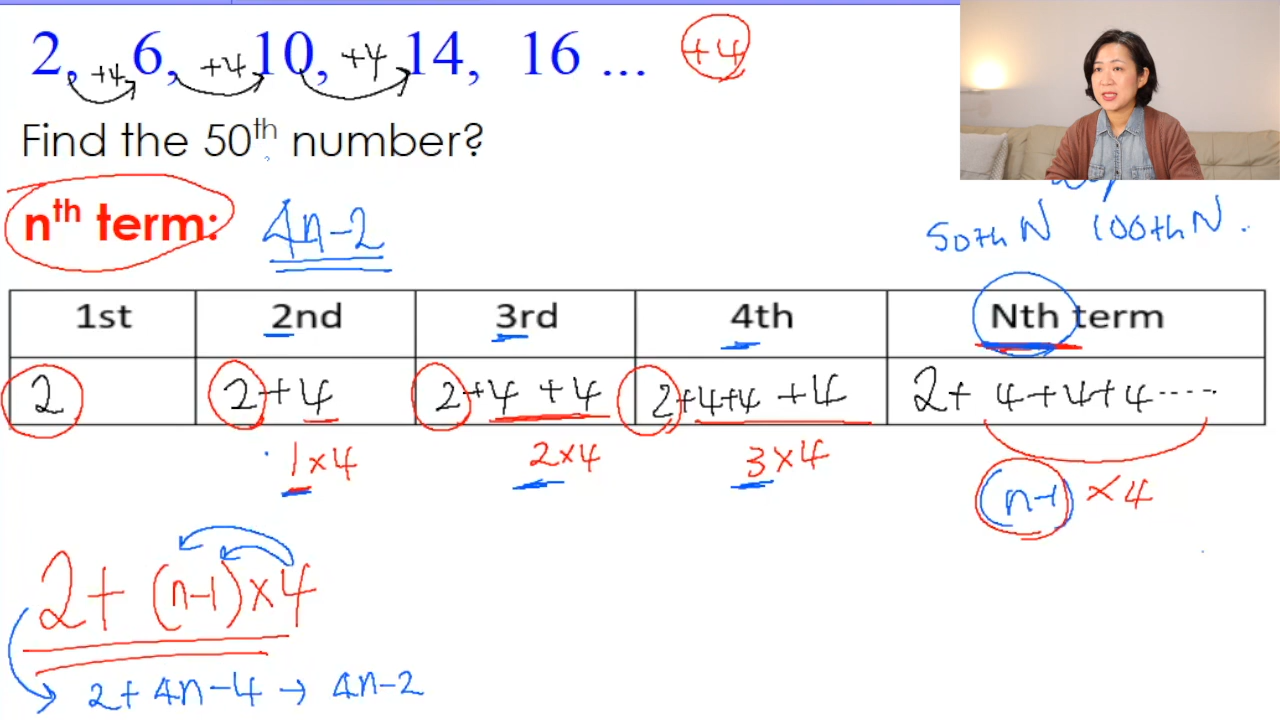 2, 6, 10, 14, 16 ... +4
+4 +4 +4
Find the 50th number?
nth term: 4n-2
50th N 100th N.
1st 2nd 3rd 4th Nth term
2 2+4 2+4+4 2+4+4+4 2+4+4+4.....
1×4 2×4 3×4 (n-1)×4
2+(n-1)×4
2+4n-4→4n-2